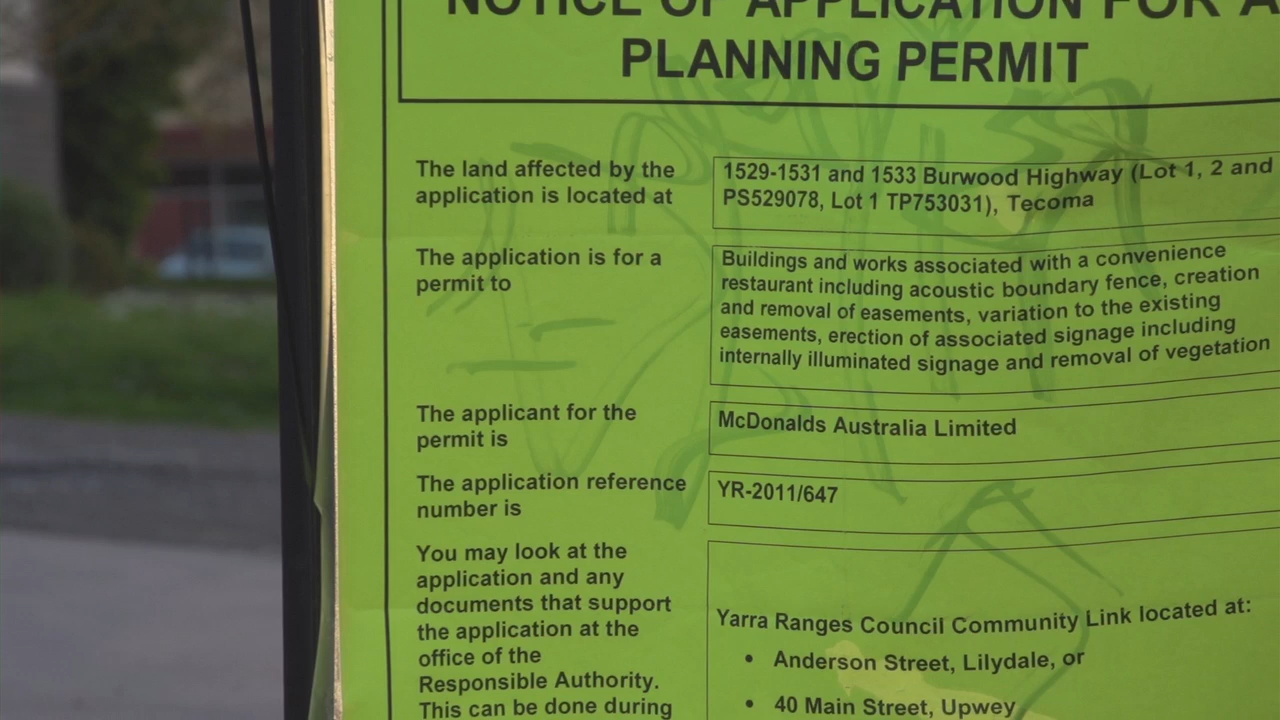 NOTICE OF APPLICATION FOR A
PLANNING PERMIT
The land affected by the
application is located at
1529-1531 and 1533 Burwood Highway (Lot 1, 2 and
PS529078, Lot 1 TP753031), Tecoma
The application is for a
permit to
Buildings and works associated with a convenience
restaurant including acoustic boundary fence, creation
and removal of easements, variation to the existing
easements, erection of associated signage including
internally illuminated signage and removal of vegetation
The applicant for the
permit is
McDonalds Australia Limited
The application reference
number is
YR-2011/647
You may look at the
application and any
documents that support
the application at the
office of the
Responsible Authority.
This can be done during
Yarra Ranges Council Community Link located at:
• Anderson Street, Lilydale, or
• 40 Main Street, Upwey